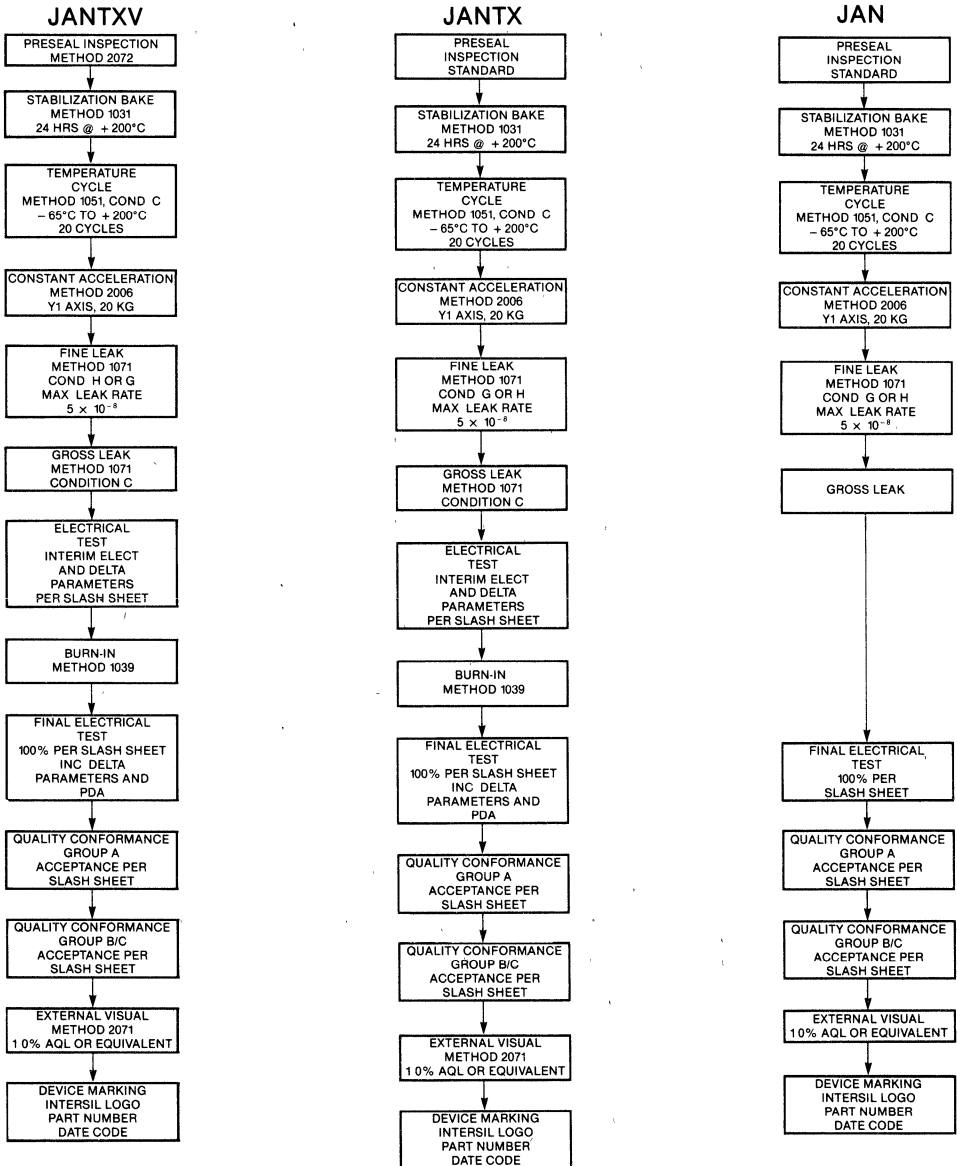 JANTXV
PRESEAL INSPECTION
METHOD 2072
STABILIZATION BAKE
METHOD 1031
24 HRS @ +200°C
TEMPERATURE
CYCLE
METHOD 1051, COND C
– 65°C TO +200°C
20 CYCLES
CONSTANT ACCELERATION
METHOD 2006
Y1 AXIS, 20 KG
FINE LEAK
METHOD 1071
COND H OR G
MAX LEAK RATE
5 × 10⁻⁸
GROSS LEAK
METHOD 1071
CONDITION C
ELECTRICAL
TEST
INTERIM ELECT
AND DELTA
PARAMETERS
PER SLASH SHEET
BURN-IN
METHOD 1039
FINAL ELECTRICAL
TEST
100% PER SLASH SHEET
INC DELTA
PARAMETERS AND
PDA
QUALITY CONFORMANCE
GROUP A
ACCEPTANCE PER
SLASH SHEET
QUALITY CONFORMANCE
GROUP B/C
ACCEPTANCE PER
SLASH SHEET
EXTERNAL VISUAL
METHOD 2071
1 0% AQL OR EQUIVALENT
DEVICE MARKING
INTERSIL LOGO
PART NUMBER
DATE CODE
JANTX
PRESEAL
INSPECTION
STANDARD
STABILIZATION BAKE
METHOD 1031
24 HRS @ +200°C
TEMPERATURE
CYCLE
METHOD 1051, COND C
– 65°C TO +200°C
20 CYCLES
CONSTANT ACCELERATION
METHOD 2006
Y1 AXIS, 20 KG
FINE LEAK
METHOD 1071
COND G OR H
MAX LEAK RATE
5 × 10⁻⁸
GROSS LEAK
METHOD 1071
CONDITION C
ELECTRICAL
TEST
INTERIM ELECT
AND DELTA
PARAMETERS
PER SLASH SHEET
BURN-IN
METHOD 1039
FINAL ELECTRICAL
TEST
100% PER SLASH SHEET
INC DELTA
PARAMETERS AND
PDA
QUALITY CONFORMANCE
GROUP A
ACCEPTANCE PER
SLASH SHEET
QUALITY CONFORMANCE
GROUP B/C
ACCEPTANCE PER
SLASH SHEET
EXTERNAL VISUAL
METHOD 2071
1 0% AQL OR EQUIVALENT
DEVICE MARKING
INTERSIL LOGO
PART NUMBER
DATE CODE
JAN
PRESEAL
INSPECTION
STANDARD
STABILIZATION BAKE
METHOD 1031
24 HRS @ +200°C
TEMPERATURE
CYCLE
METHOD 1051, COND C
– 65°C TO +200°C
20 CYCLES
CONSTANT ACCELERATION
METHOD 2006
Y1 AXIS, 20 KG
FINE LEAK
METHOD 1071
COND G OR H
MAX LEAK RATE
5 × 10⁻⁸
GROSS LEAK
FINAL ELECTRICAL
TEST
100% PER
SLASH SHEET
QUALITY CONFORMANCE
GROUP A
ACCEPTANCE PER
SLASH SHEET
QUALITY CONFORMANCE
GROUP B/C
ACCEPTANCE PER
SLASH SHEET
EXTERNAL VISUAL
10% AQL OR EQUIVALENT
DEVICE MARKING
INTERSIL LOGO
PART NUMBER
DATE CODE